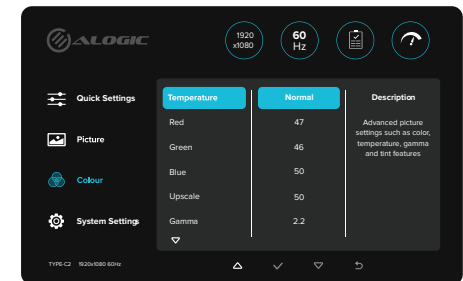 ALOGIC
1920
x1080
60
Hz
Quick Settings
Picture
Colour
System Settings
Temperature Normal
Red 47
Green 46
Blue 50
Upscale 50
Gamma 2.2
Description
Advanced picture
settings such as color,
temperature, gamma
and tint features
TYPE-C2 1920x1080 60Hz